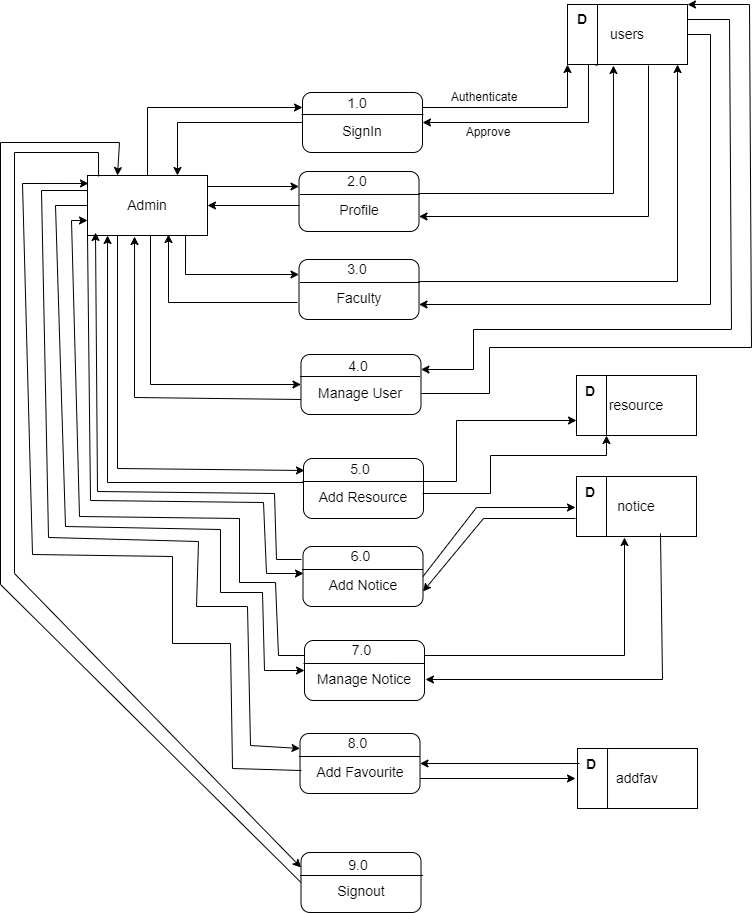 D
users
Authenticate
1.0
SignIn
Approve
2.0
Profile
Admin
3.0
Faculty
4.0
Manage User
D
resource
5.0
Add Resource
D
notice
6.0
Add Notice
7.0
Manage Notice
8.0
Add Favourite
D
addfav
9.0
Signout